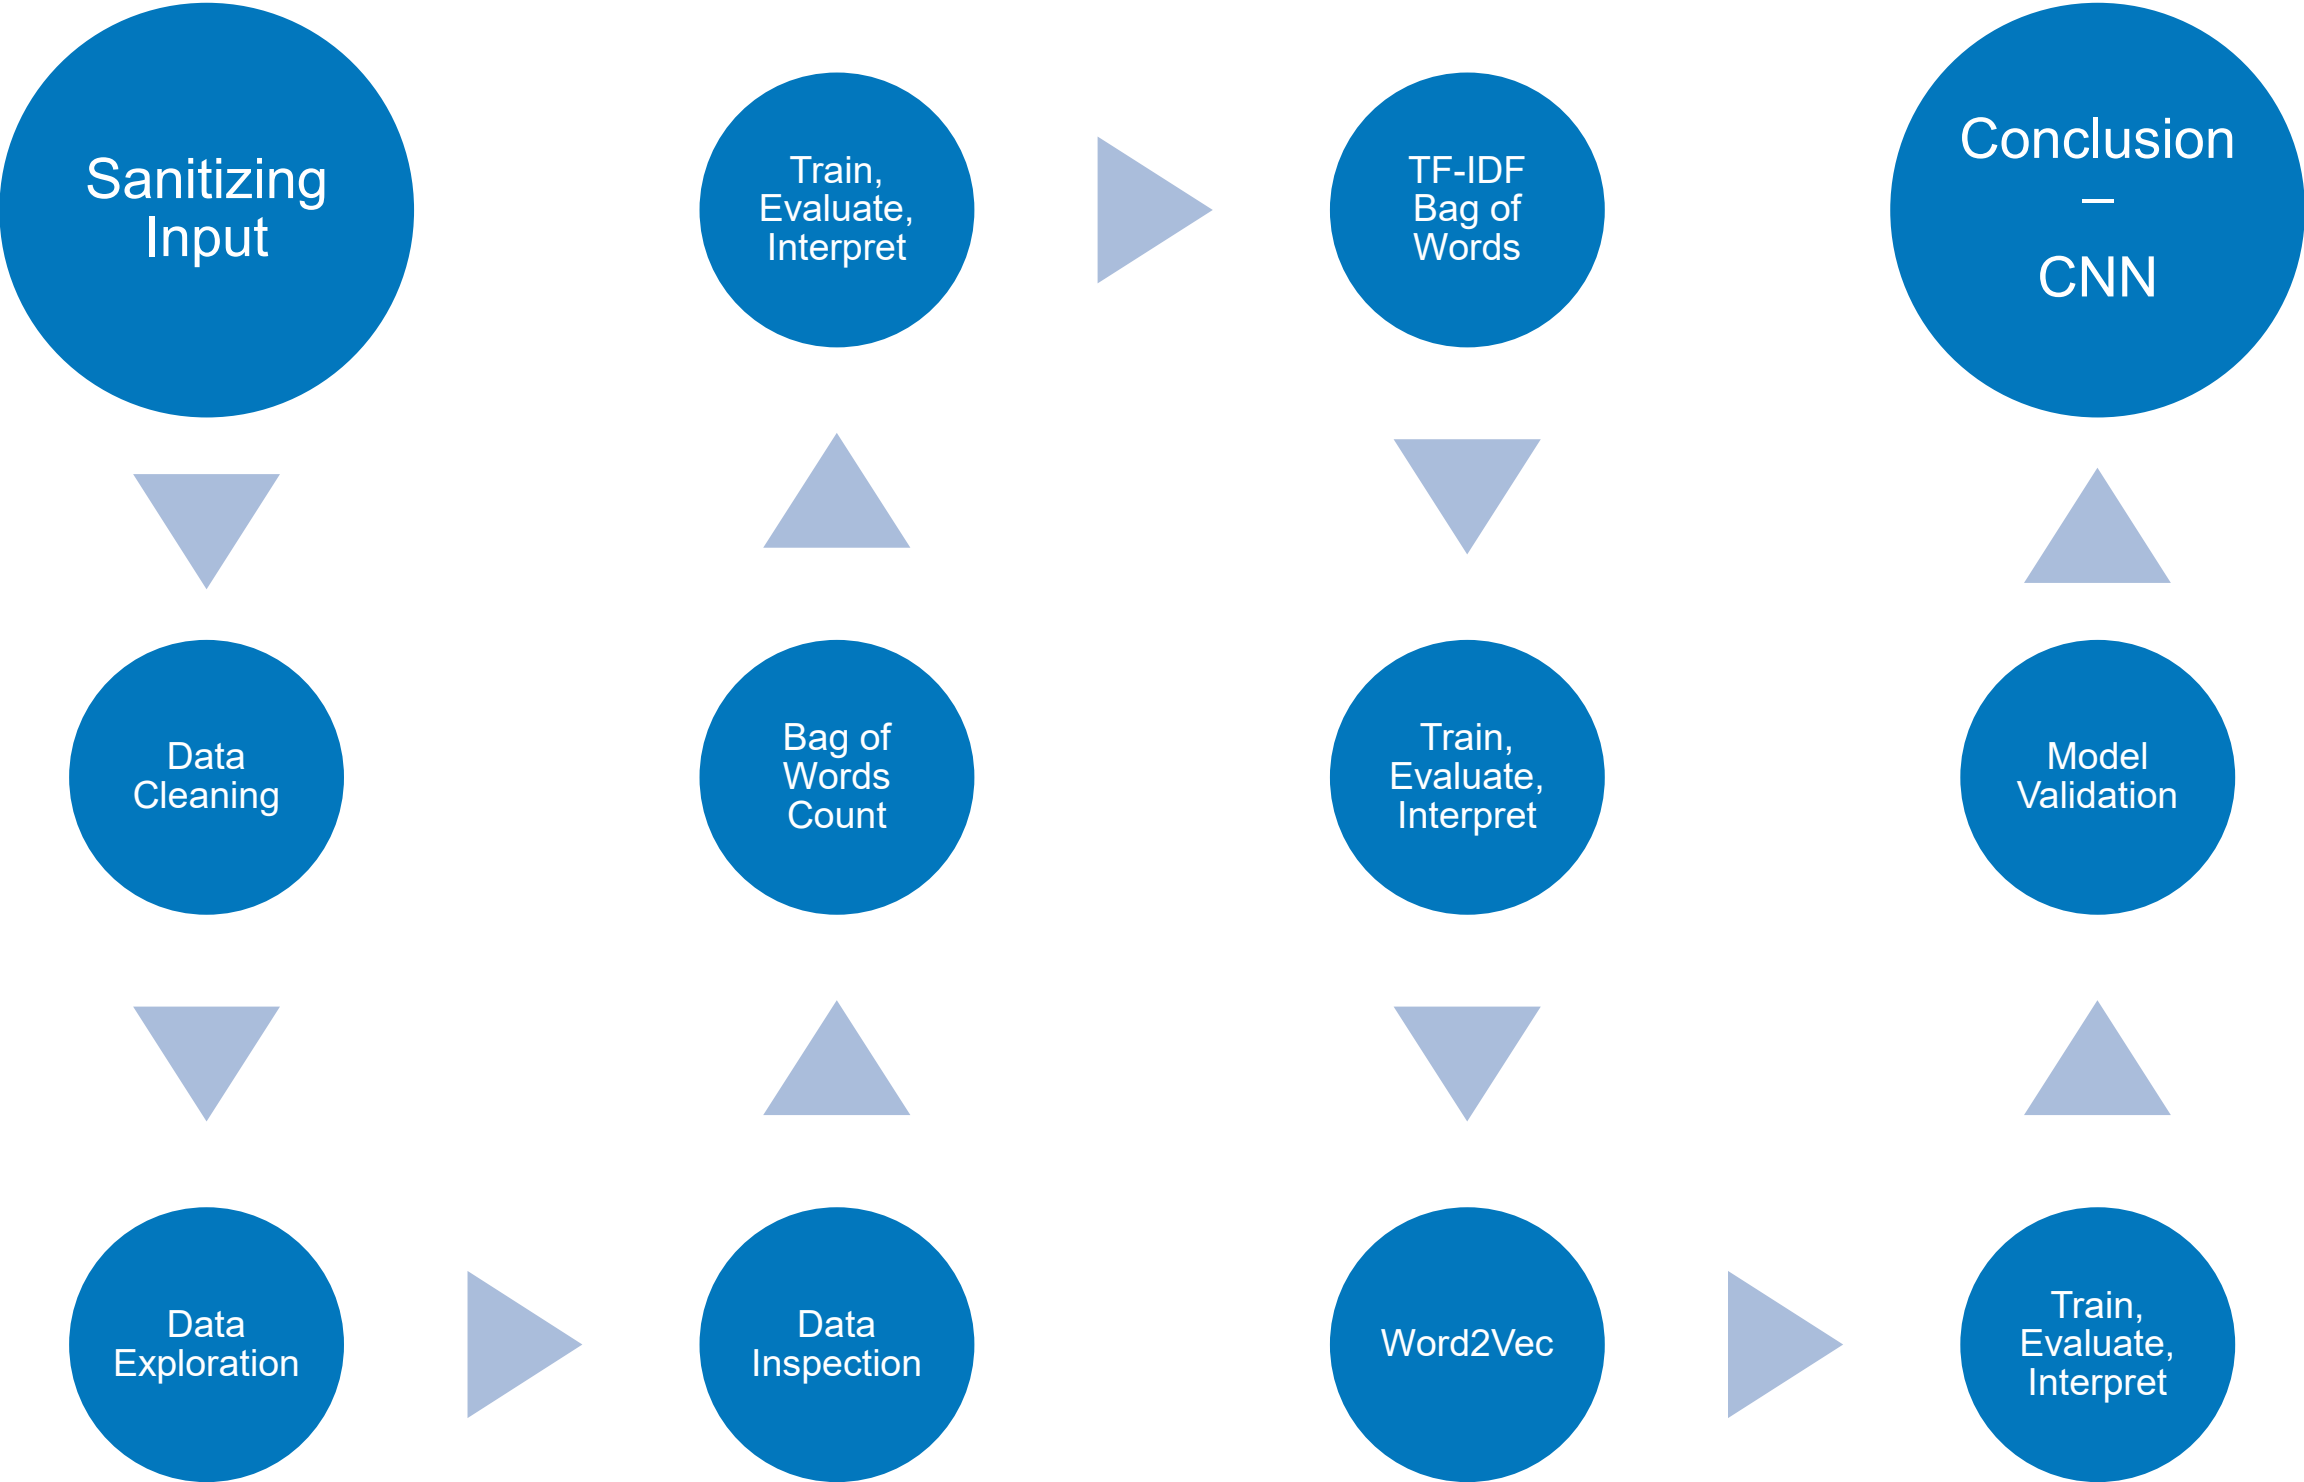 Sanitizing
Input
Data
Cleaning
Data
Exploration
Data
Inspection
Bag of
Words
Count
Train,
Evaluate,
Interpret
TF-IDF
Bag of
Words
Train,
Evaluate,
Interpret
Word2Vec
Train,
Evaluate,
Interpret
Model
Validation
Conclusion
–
CNN